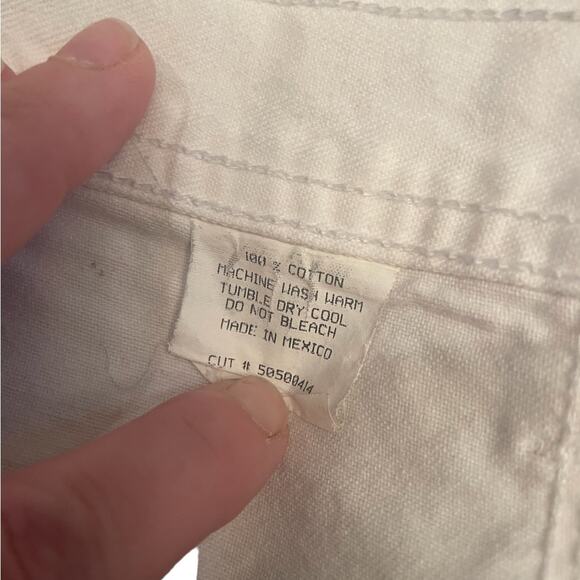 100 % COTTON
MACHINE WASH WARM
TUMBLE DRY COOL
DO NOT BLEACH
MADE IN MEXICO
CUT # 50500414